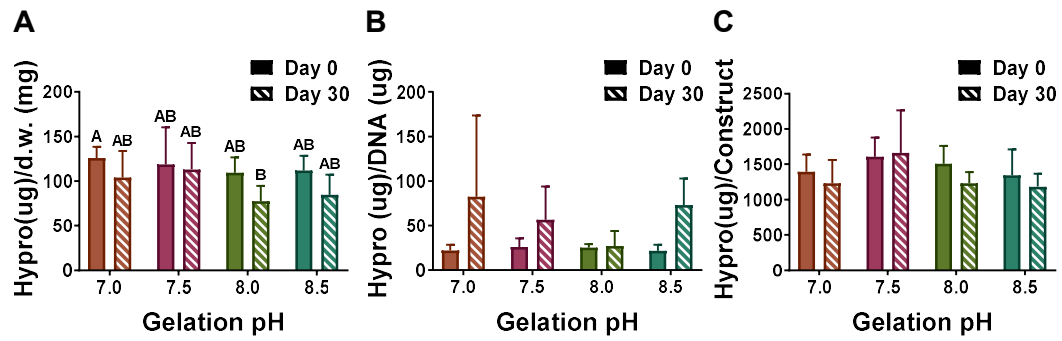 A
Day 0
Day 30
Hypro(ug)/d.w. (mg)
200
150
100
50
0
A AB AB AB AB B AB AB
7.0 7.5 8.0 8.5
Gelation pH
B
Day 0
Day 30
Hypro (ug)/DNA (ug)
200
150
100
50
0
7.0 7.5 8.0 8.5
Gelation pH
C
Day 0
Day 30
Hypro(ug)/Construct
2500
2000
1500
1000
500
0
7.0 7.5 8.0 8.5
Gelation pH